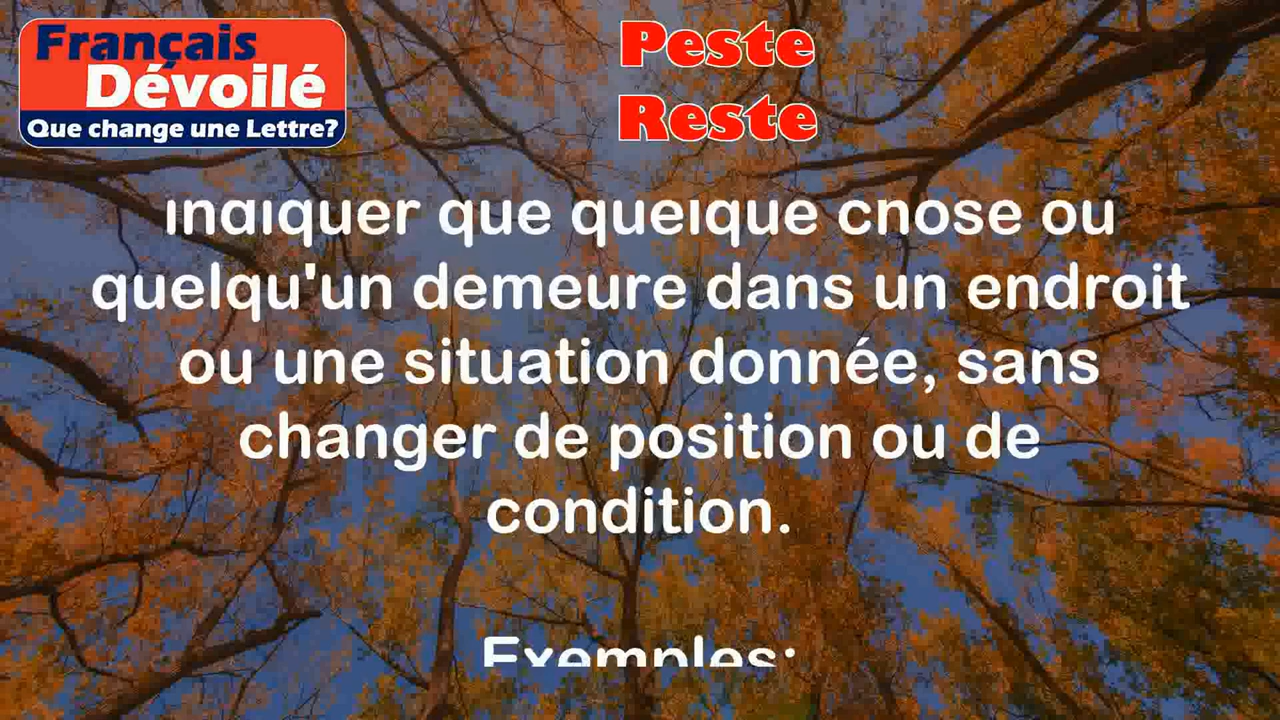 Français
Dévoilé
Que change une Lettre?
Peste
Reste
indiquer que quelque chose ou
quelqu'un demeure dans un endroit
ou une situation donnée, sans
changer de position ou de
condition.
Exemples: